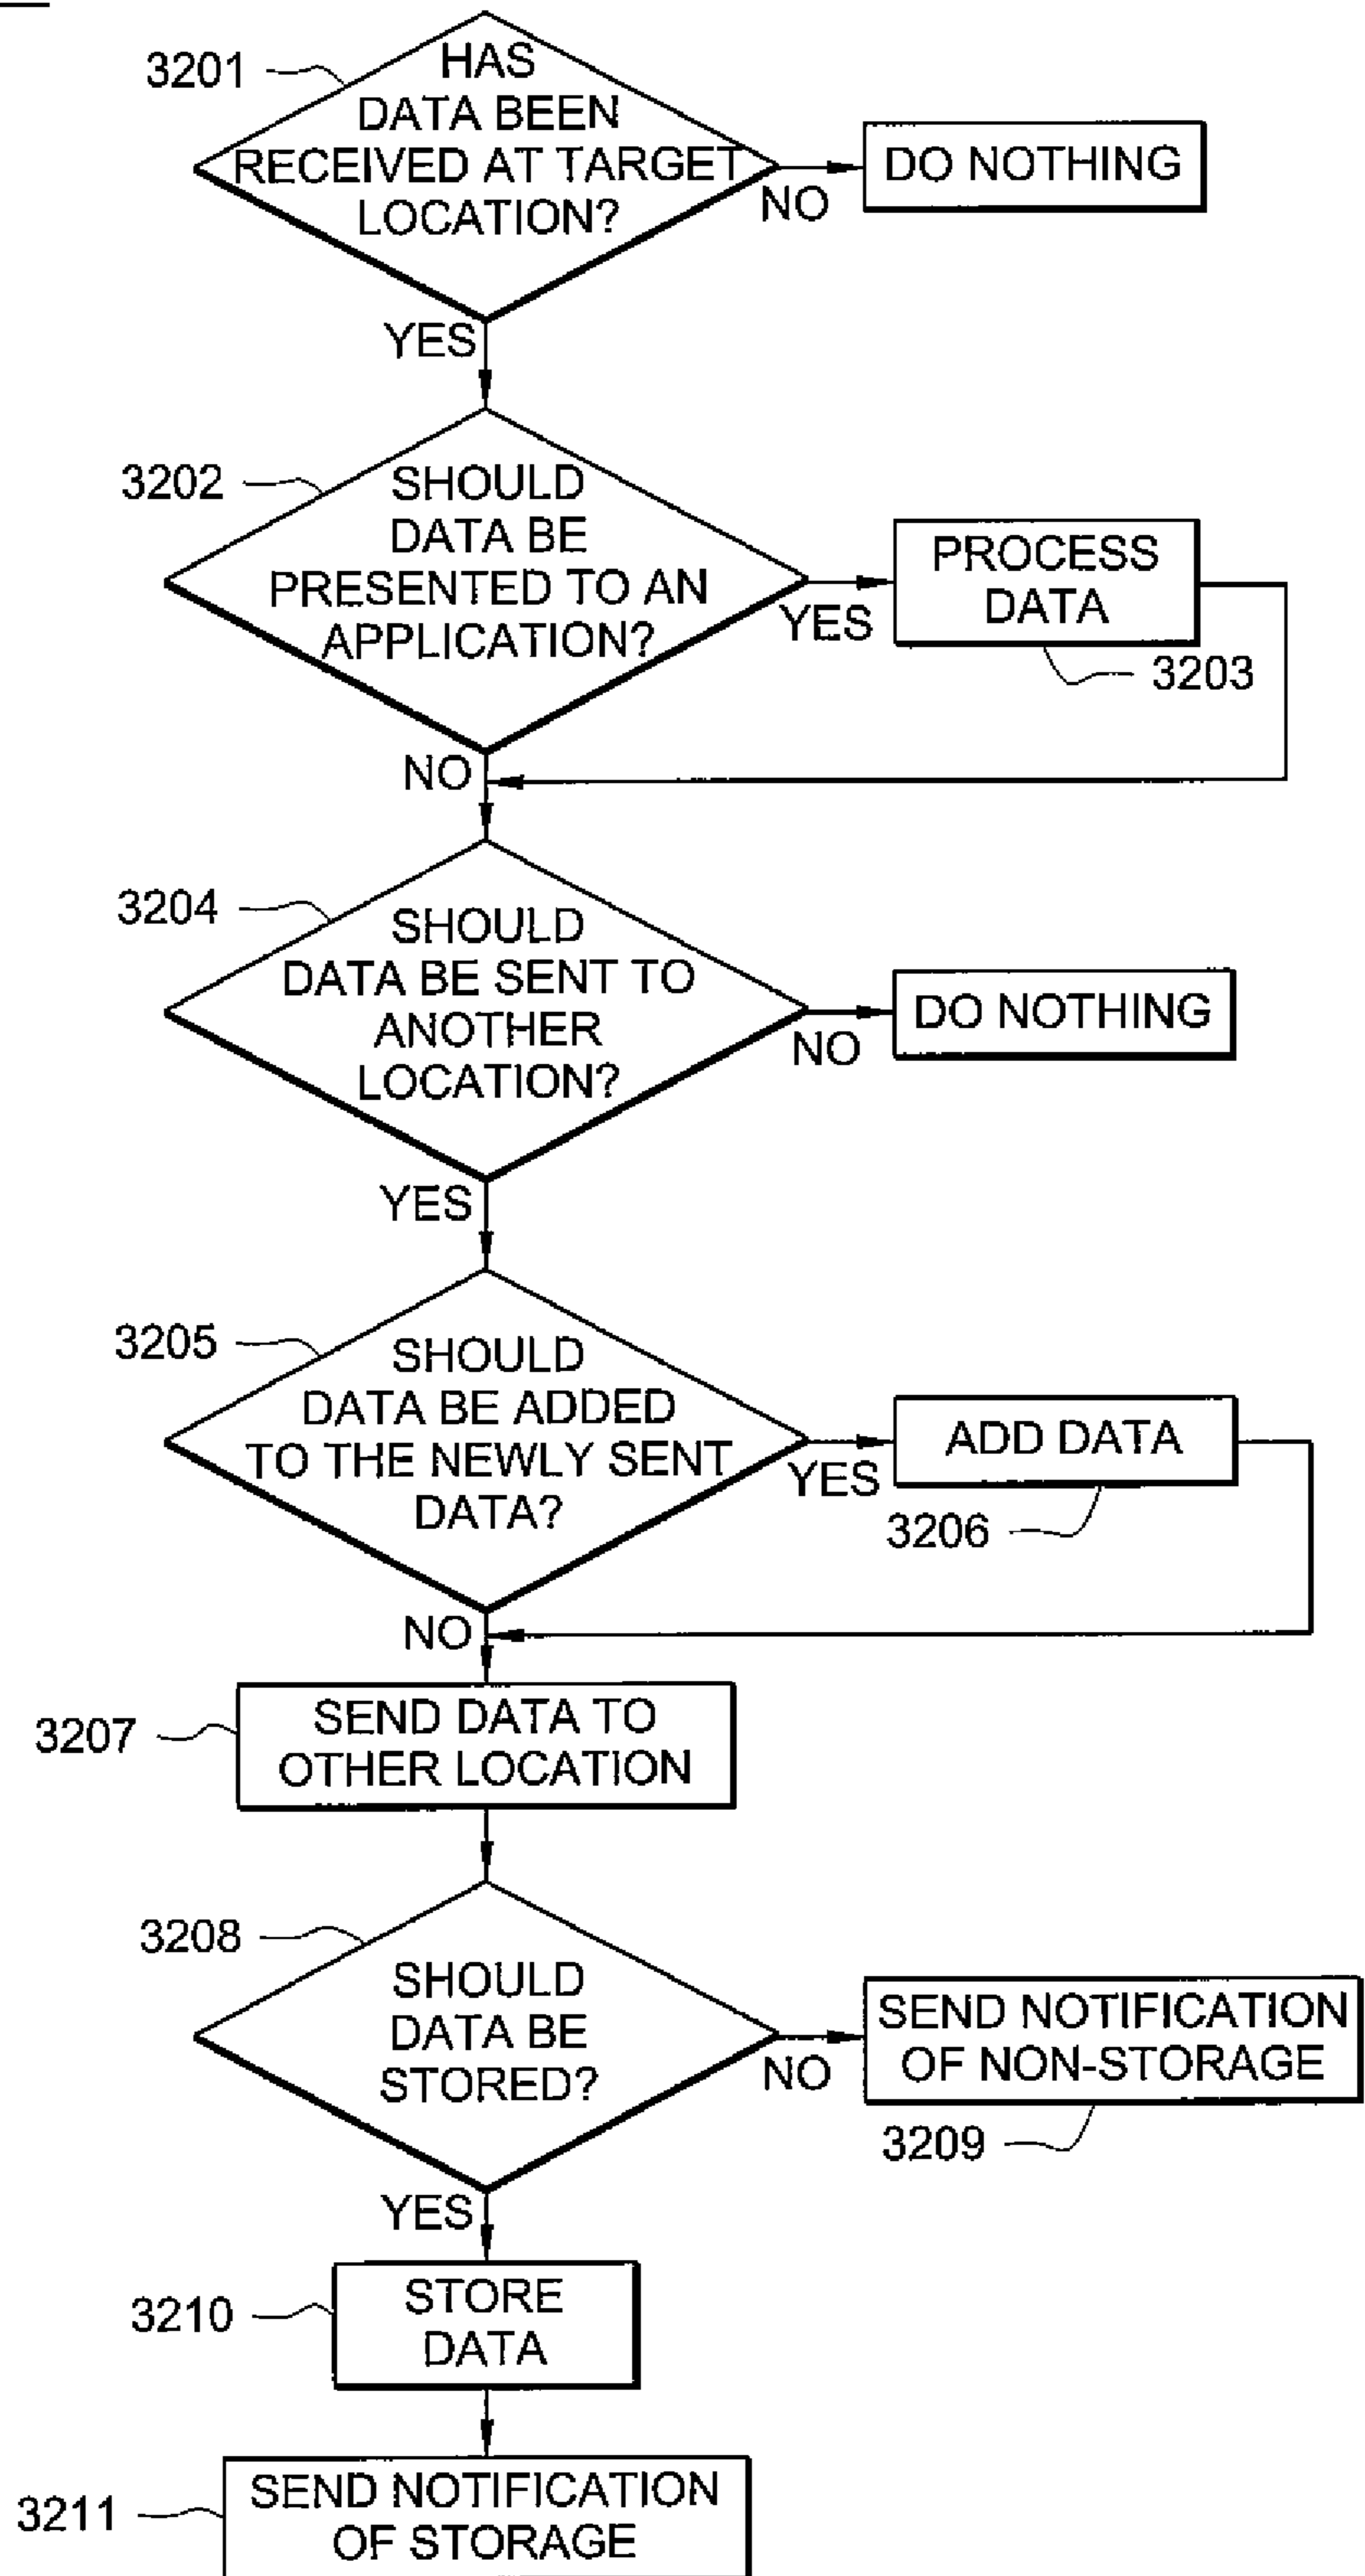 3201
HAS
DATA BEEN
RECEIVED AT TARGET
LOCATION?
NO
DO NOTHING
YES
3202
SHOULD
DATA BE
PRESENTED TO AN
APPLICATION?
YES
PROCESS
DATA
3203
NO
3204
SHOULD
DATA BE SENT TO
ANOTHER
LOCATION?
NO
DO NOTHING
YES
3205
SHOULD
DATA BE ADDED
TO THE NEWLY SENT
DATA?
YES
ADD DATA
3206
NO
3207
SEND DATA TO
OTHER LOCATION
3208
SHOULD
DATA BE
STORED?
NO
SEND NOTIFICATION
OF NON-STORAGE
3209
YES
3210
STORE
DATA
3211
SEND NOTIFICATION
OF STORAGE